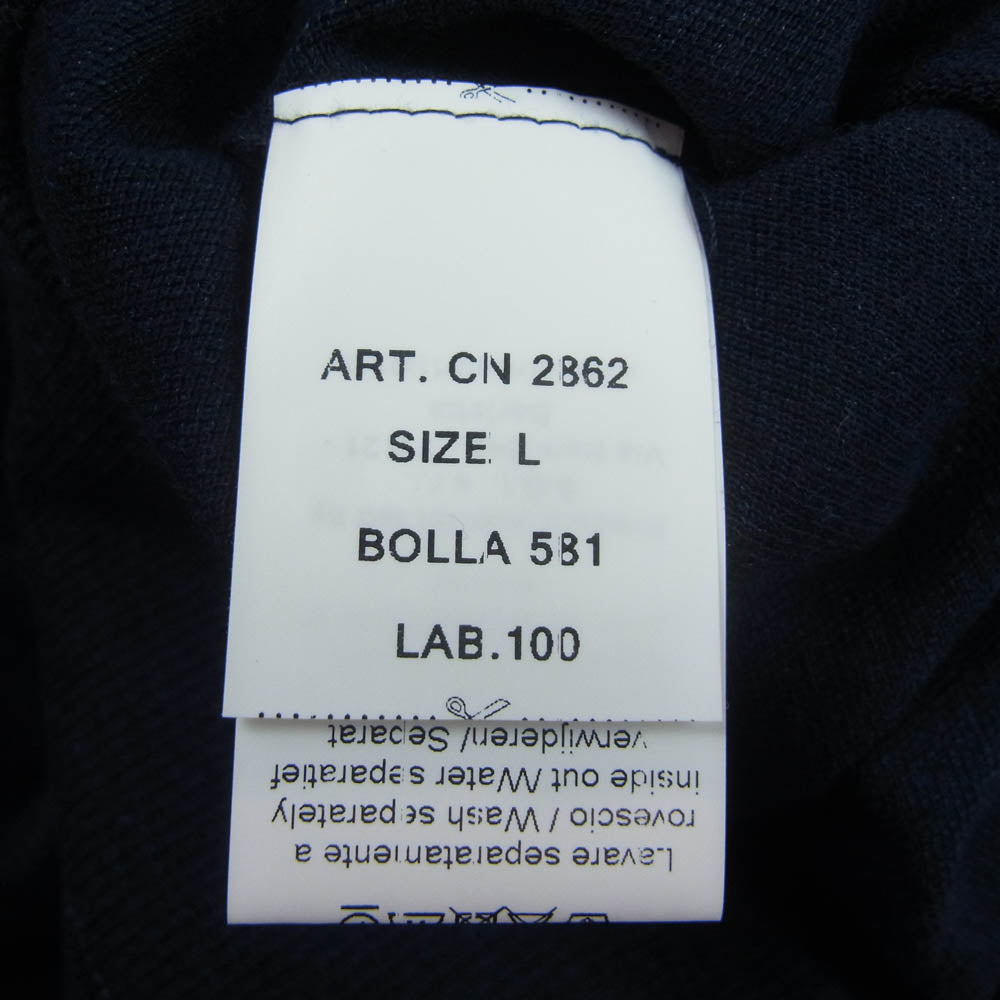 ART. CN 2862
SIZE L
BOLLA 581
LAB.100
Lavare separatamente a
rovescio / Wash separately
inside out /Water separatief
verwijderen/ Separat